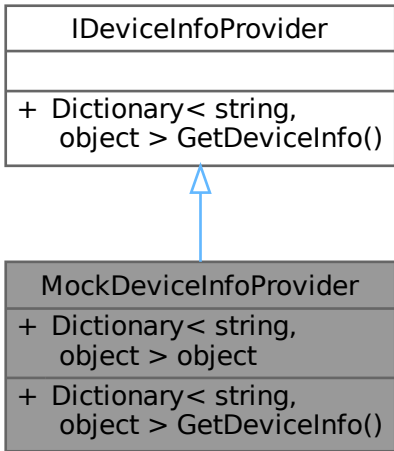 IDeviceInfoProvider
+ Dictionary< string,
object > GetDeviceInfo()
MockDeviceInfoProvider
+ Dictionary< string,
object > object
+ Dictionary< string,
object > GetDeviceInfo()